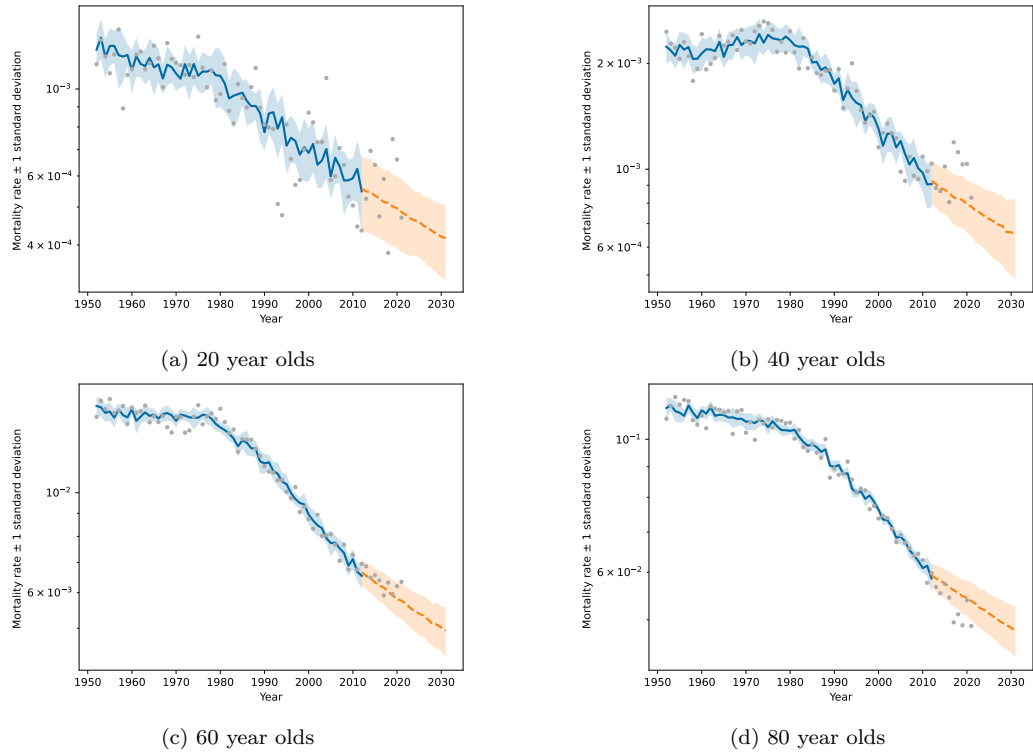 Mortality rate ± 1 standard deviation
10⁻³
6 × 10⁻⁴
4 × 10⁻⁴
1950 1960 1970 1980 1990 2000 2010 2020 2030
Year
(a) 20 year olds
Mortality rate ± 1 standard deviation
2 × 10⁻³
10⁻³
6 × 10⁻⁴
1950 1960 1970 1980 1990 2000 2010 2020 2030
Year
(b) 40 year olds
Mortality rate ± 1 standard deviation
10⁻²
6 × 10⁻³
1950 1960 1970 1980 1990 2000 2010 2020 2030
Year
(c) 60 year olds
Mortality rate ± 1 standard deviation
10⁻¹
6 × 10⁻²
1950 1960 1970 1980 1990 2000 2010 2020 2030
Year
(d) 80 year olds